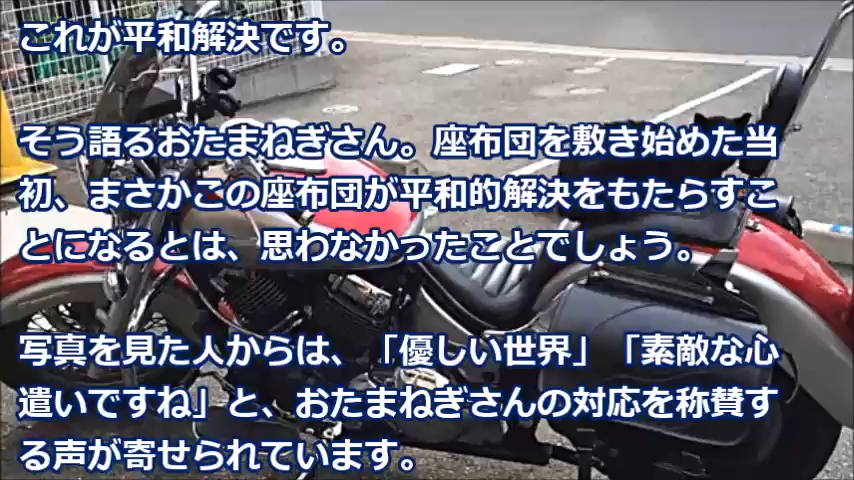 これが平和解決です。
そう語るおたまねぎさん。座布団を敷き始めた当
初、まさかこの座布団が平和的解決をもたらすこ
とになるとは、思わなかったことでしょう。
写真を見た人からは、「優しい世界」「素敵な心
遣いですね」と、おたまねぎさんの対応を称賛す
る声が寄せられています。